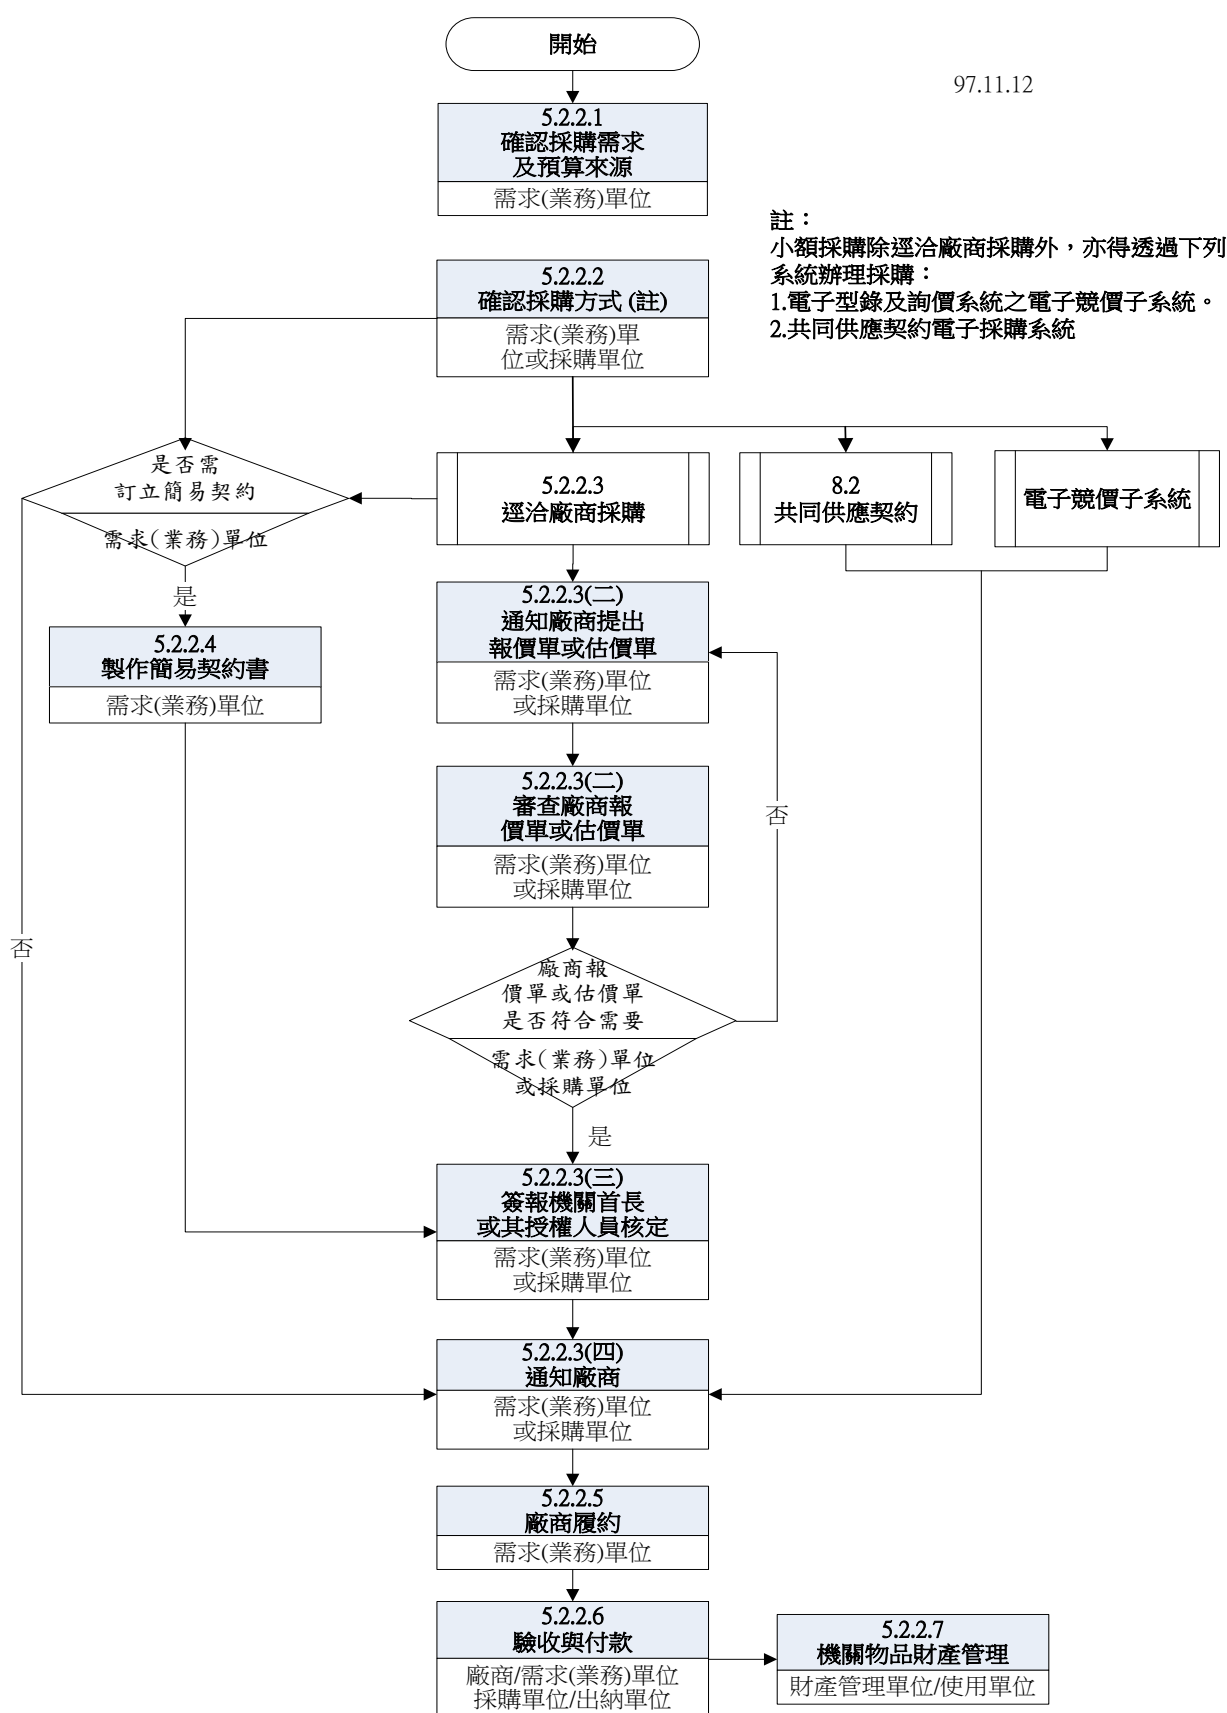 開始
97.11.12
5.2.2.1
確認採購需求
及預算來源
需求(業務)單位
註：
小額採購除逕洽廠商採購外，亦得透過下列
系統辦理採購：
1.電子型錄及詢價系統之電子競價子系統。
2.共同供應契約電子採購系統
5.2.2.2
確認採購方式 (註)
需求(業務)單
位或採購單位
是否需
訂立簡易契約
需求(業務)單位
5.2.2.3
逕洽廠商採購
8.2
共同供應契約
電子競價子系統
是
5.2.2.4
製作簡易契約書
需求(業務)單位
5.2.2.3(二)
通知廠商提出
報價單或估價單
需求(業務)單位
或採購單位
5.2.2.3(二)
審查廠商報
價單或估價單
需求(業務)單位
或採購單位
否
否
廠商報
價單或估價單
是否符合需要
需求(業務)單位
或採購單位
是
5.2.2.3(三)
簽報機關首長
或其授權人員核定
需求(業務)單位
或採購單位
5.2.2.3(四)
通知廠商
需求(業務)單位
或採購單位
5.2.2.5
廠商履約
需求(業務)單位
5.2.2.6
驗收與付款
廠商/需求(業務)單位
採購單位/出納單位
5.2.2.7
機關物品財產管理
財產管理單位/使用單位